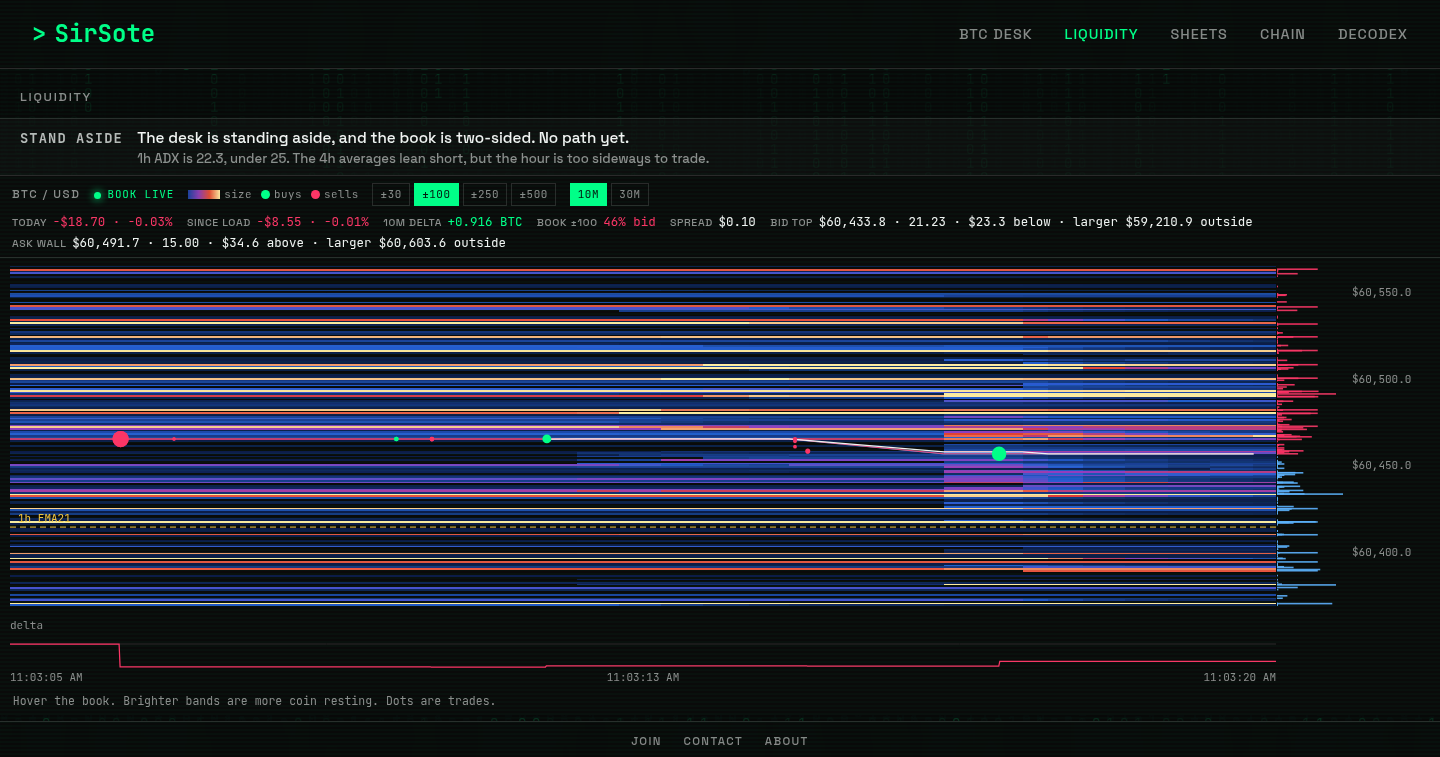 > SirSote
BTC DESK LIQUIDITY SHEETS CHAIN DECODEX
LIQUIDITY
STAND ASIDE The desk is standing aside, and the book is two-sided. No path yet.
1h ADX is 22.3, under 25. The 4h averages lean short, but the hour is too sideways to trade.
BTC / USD BOOK LIVE size buys sells ±30 ±100 ±250 ±500 10M 30M
TODAY -$18.70 · -0.03% SINCE LOAD -$8.55 · -0.01% 10M DELTA +0.916 BTC BOOK ±100 46% bid SPREAD $0.10 BID TOP $60,433.8 · 21.23 · $23.3 below · larger $59,210.9 outside
ASK WALL $60,491.7 · 15.00 · $34.6 above · larger $60,603.6 outside
$60,550.0
$60,500.0
$60,450.0
1h EMA21
$60,400.0
delta
11:03:05 AM 11:03:13 AM 11:03:20 AM
Hover the book. Brighter bands are more coin resting. Dots are trades.
JOIN CONTACT ABOUT